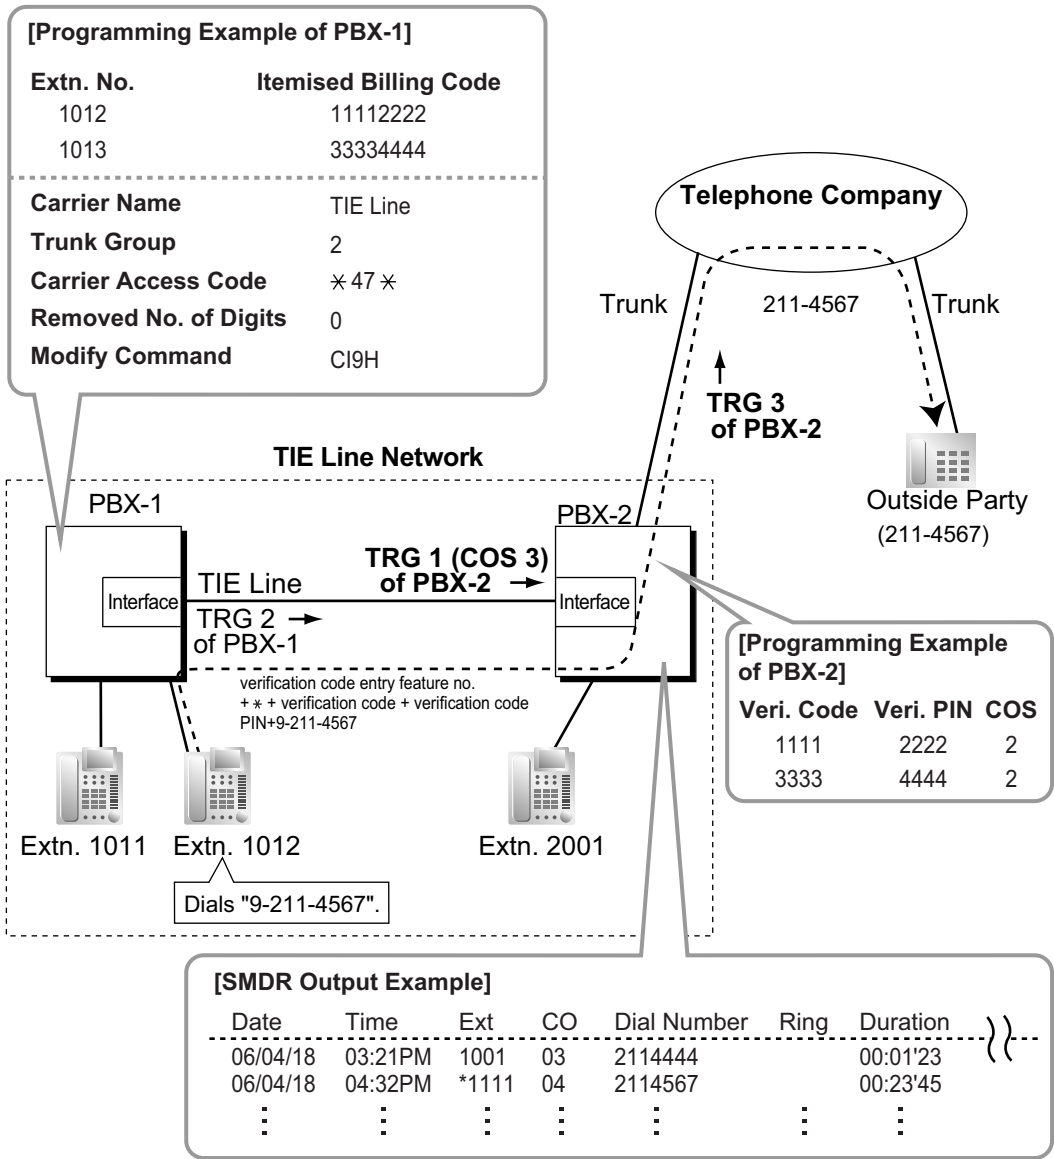 [Programming Example of PBX-1]
Extn. No. Itemised Billing Code
1012 11112222
1013 33334444
Carrier Name TIE Line
Trunk Group 2
Carrier Access Code ✳47✳
Removed No. of Digits 0
Modify Command CI9H
Telephone Company
Trunk 211-4567 Trunk
TRG 3
of PBX-2
Outside Party
(211-4567)
TIE Line Network
PBX-1
PBX-2
Interface
TIE Line
TRG 2 →
of PBX-1
TRG 1 (COS 3)
of PBX-2 →
Interface
verification code entry feature no.
+ ✳ + verification code + verification code
PIN+9-211-4567
[Programming Example
of PBX-2]
Veri. Code Veri. PIN COS
1111 2222 2
3333 4444 2
Extn. 1011 Extn. 1012 Extn. 2001
Dials "9-211-4567".
[SMDR Output Example]
Date Time Ext CO Dial Number Ring Duration
06/04/18 03:21PM 1001 03 2114444 00:01'23
06/04/18 04:32PM *1111 04 2114567 00:23'45